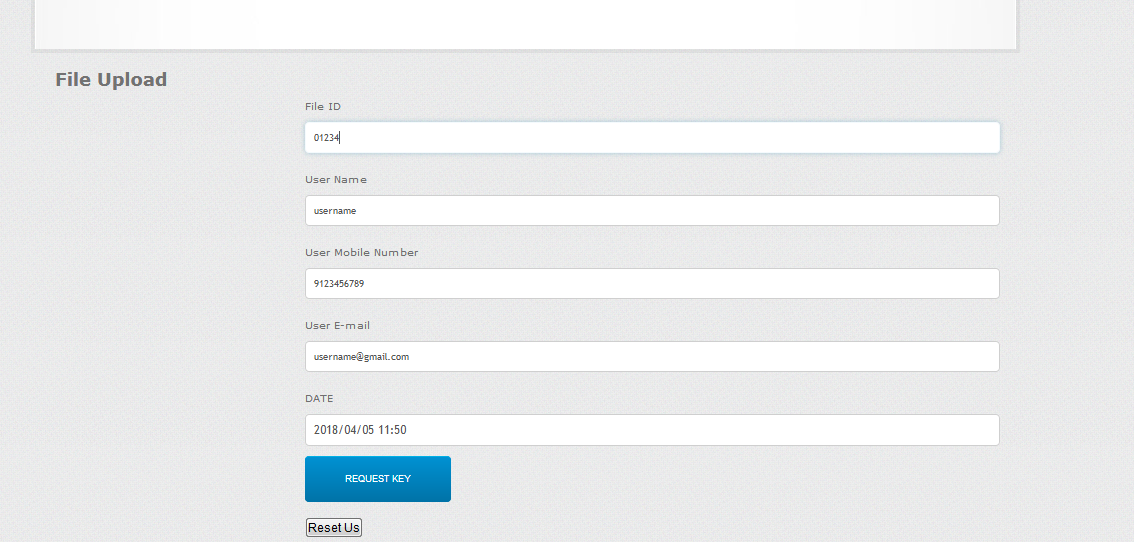 File Upload
File ID
01234
User Name
username
User Mobile Number
9123456789
User E-mail
username@gmail.com
DATE
2018/04/05 11:50
REQUEST KEY
Reset Us